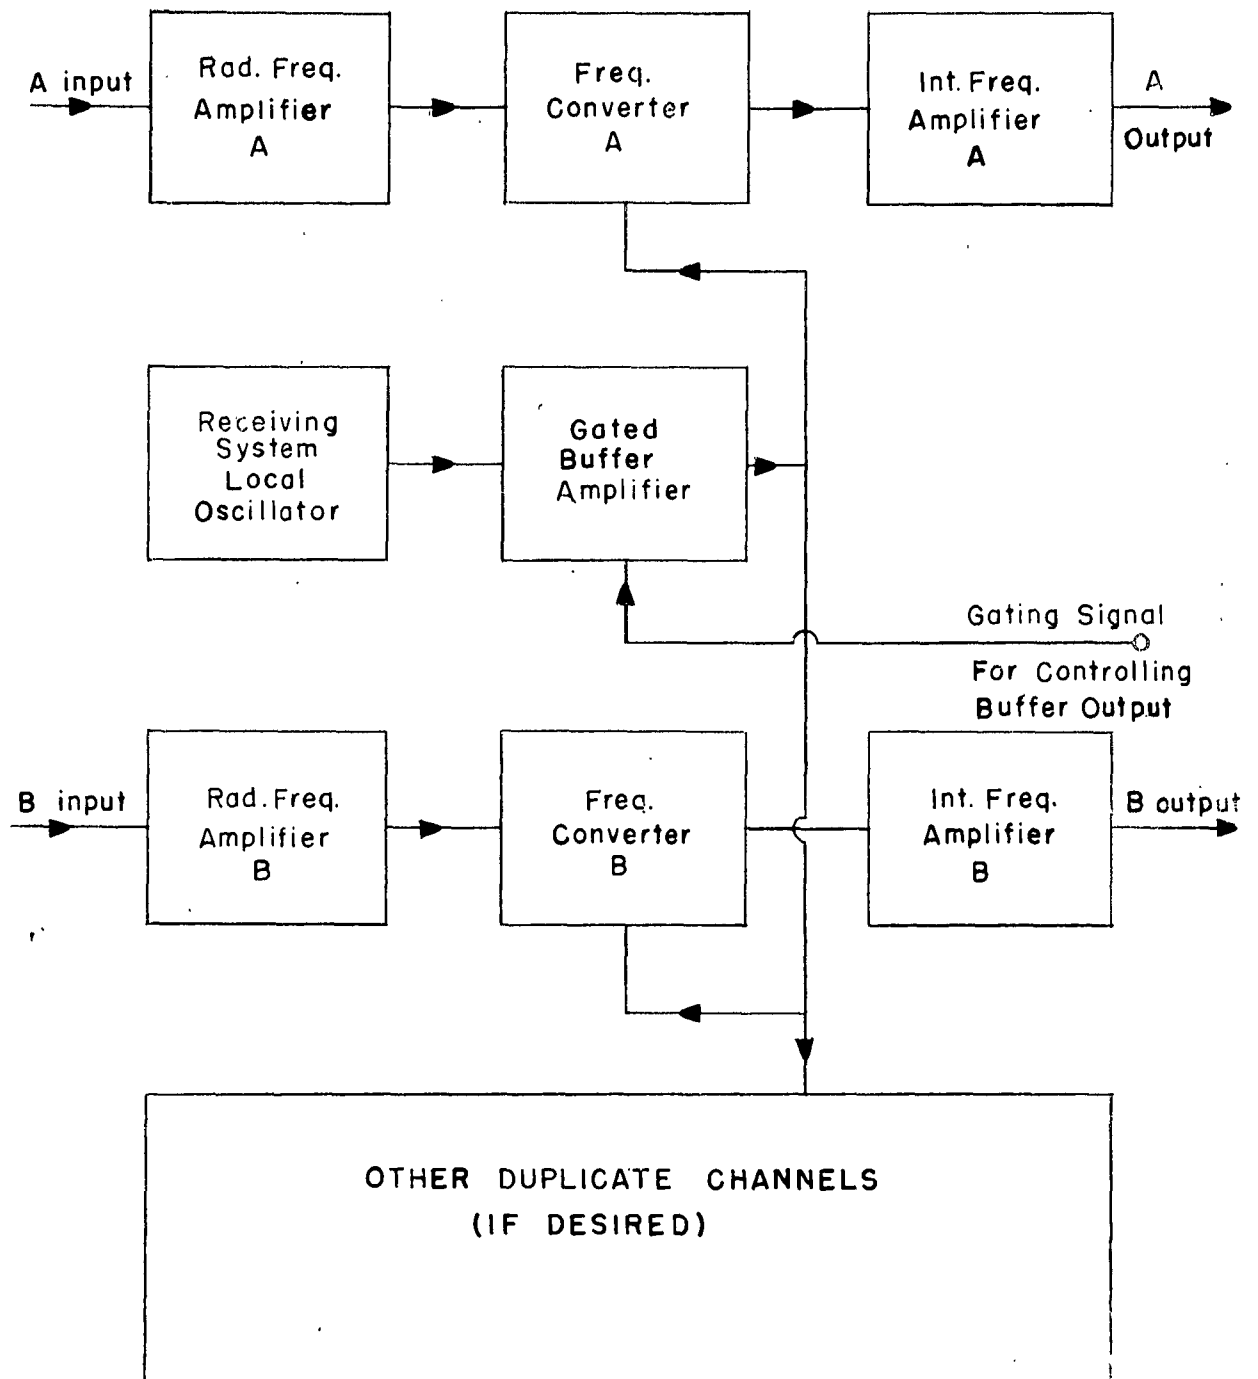 A input
Rad. Freq.
Amplifier
A
Freq.
Converter
A
Int. Freq.
Amplifier
A
A
Output
Receiving
System
Local
Oscillator
Gated
Buffer
Amplifier
Gating Signal
For Controlling
Buffer Output
B input
Rad. Freq.
Amplifier
B
Freq.
Converter
B
Int. Freq.
Amplifier
B
B output
OTHER DUPLICATE CHANNELS
(IF DESIRED)